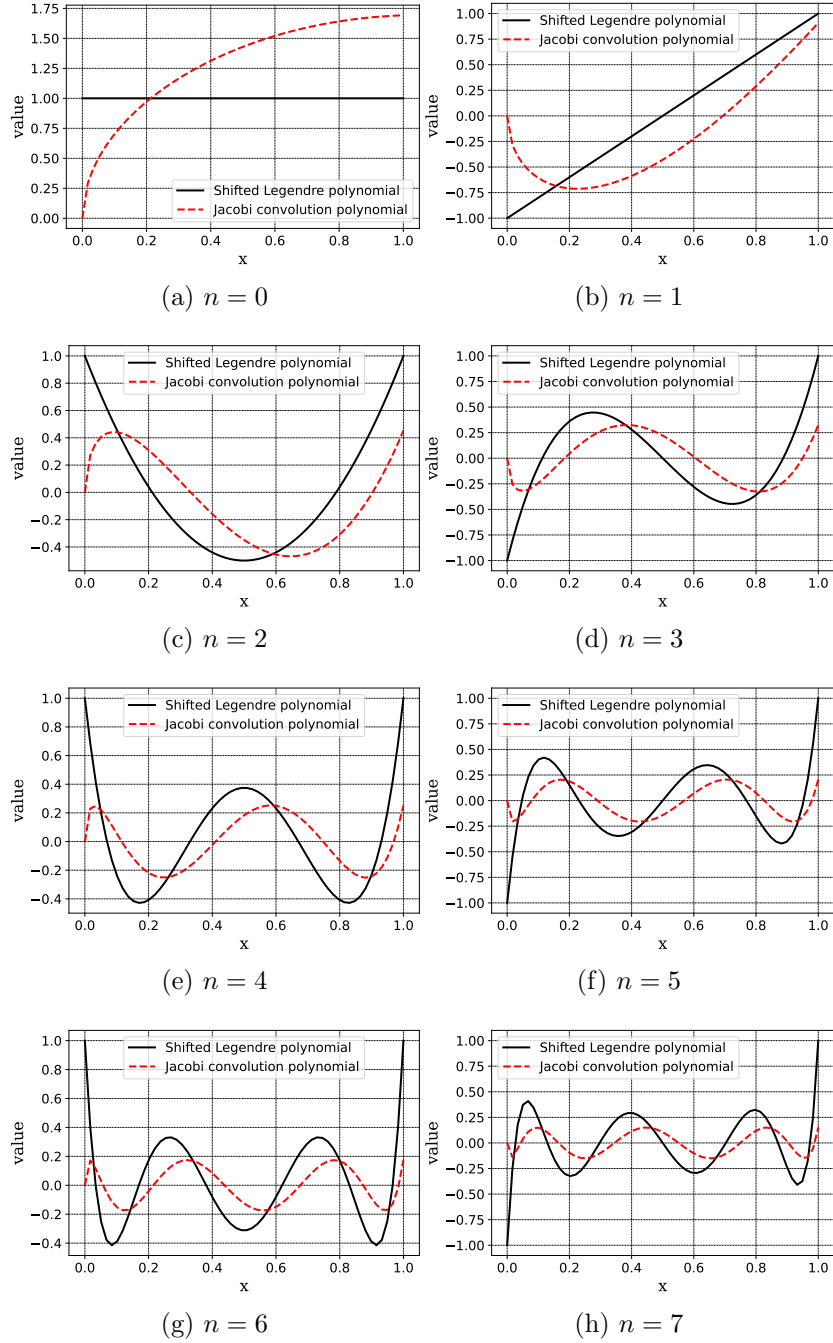 1.75
1.50
1.25
1.00
0.75
0.50
0.25
0.00
value
Shifted Legendre polynomial
Jacobi convolution polynomial
0.0 0.2 0.4 0.6 0.8 1.0
x
(a) n = 0
1.00
0.75
0.50
0.25
0.00
−0.25
−0.50
−0.75
−1.00
value
Shifted Legendre polynomial
Jacobi convolution polynomial
0.0 0.2 0.4 0.6 0.8 1.0
x
(b) n = 1
1.0
0.8
0.6
0.4
0.2
0.0
−0.2
−0.4
value
Shifted Legendre polynomial
Jacobi convolution polynomial
0.0 0.2 0.4 0.6 0.8 1.0
x
(c) n = 2
1.00
0.75
0.50
0.25
0.00
−0.25
−0.50
−0.75
−1.00
value
Shifted Legendre polynomial
Jacobi convolution polynomial
0.0 0.2 0.4 0.6 0.8 1.0
x
(d) n = 3
1.0
0.8
0.6
0.4
0.2
0.0
−0.2
−0.4
value
Shifted Legendre polynomial
Jacobi convolution polynomial
0.0 0.2 0.4 0.6 0.8 1.0
x
(e) n = 4
1.00
0.75
0.50
0.25
0.00
−0.25
−0.50
−0.75
−1.00
value
Shifted Legendre polynomial
Jacobi convolution polynomial
0.0 0.2 0.4 0.6 0.8 1.0
x
(f) n = 5
1.0
0.8
0.6
0.4
0.2
0.0
−0.2
−0.4
value
Shifted Legendre polynomial
Jacobi convolution polynomial
0.0 0.2 0.4 0.6 0.8 1.0
x
(g) n = 6
1.00
0.75
0.50
0.25
0.00
−0.25
−0.50
−0.75
−1.00
value
Shifted Legendre polynomial
Jacobi convolution polynomial
0.0 0.2 0.4 0.6 0.8 1.0
x
(h) n = 7